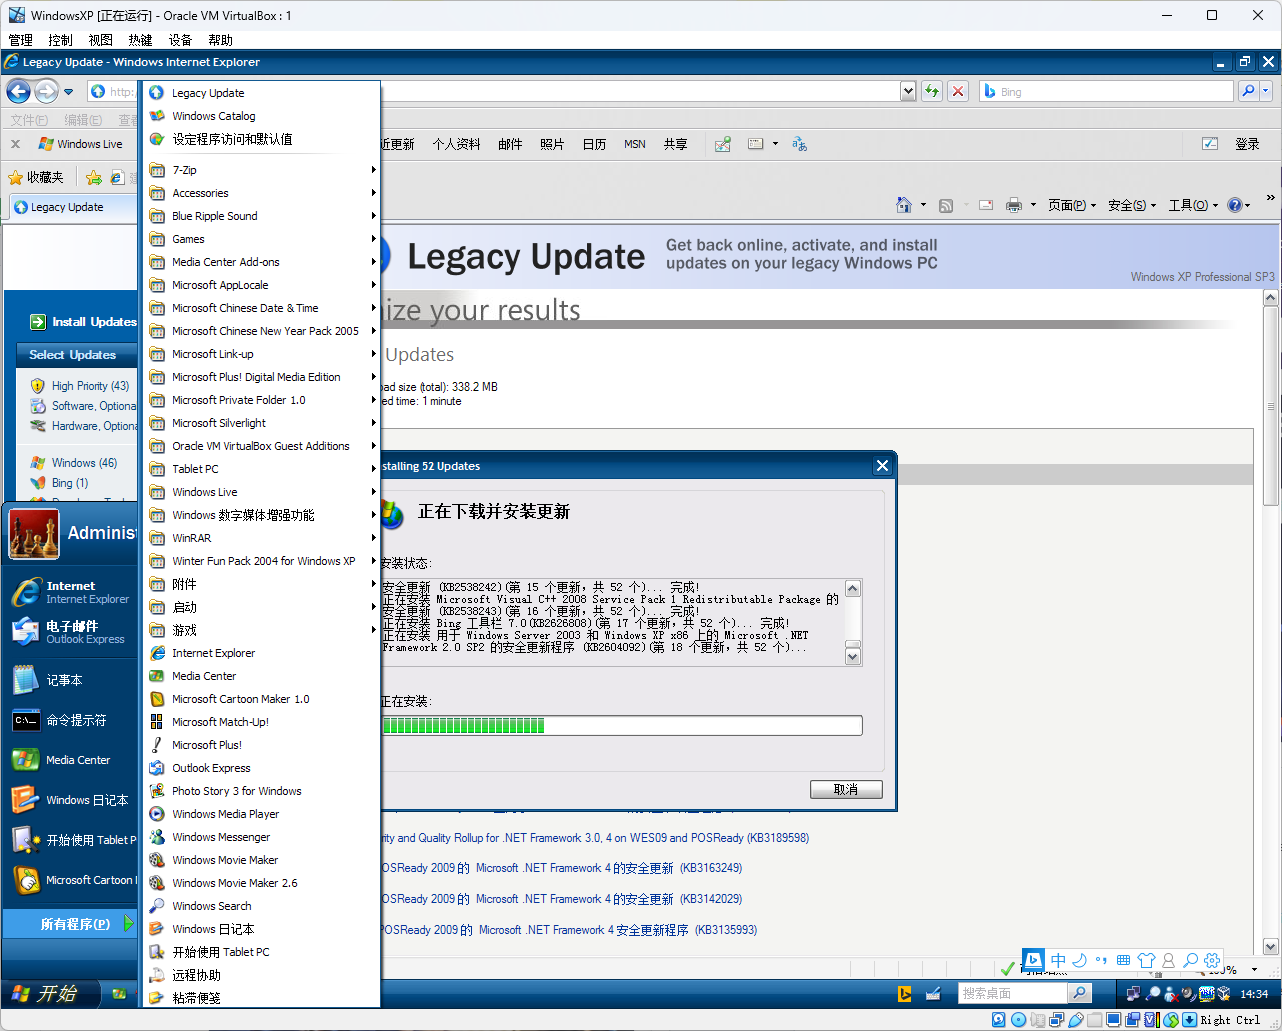 WindowsXP [正在运行] - Oracle VM VirtualBox : 1
管理 控制 视图 热键 设备 帮助
Legacy Update - Windows Internet Explorer
http:
Bing
文件(F) 编辑(E) 查看
Windows Live
近更新 个人资料 邮件 照片 日历 MSN 共享
登录
收藏夹
Legacy Update
页面(P) 安全(S) 工具(O)
Legacy Update
Get back online, activate, and install
updates on your legacy Windows PC
Windows XP Professional SP3
ize your results
Updates
oad size (total): 338.2 MB
ed time: 1 minute
Install Updates
Select Updates
High Priority (43)
Software, Optiona
Hardware, Optiona
Windows (46)
Bing (1)
stalling 52 Updates
正在下载并安装更新
安装状态:
安全更新 (KB2538242)(第 15 个更新，共 52 个)... 完成!
正在安装 Microsoft Visual C++ 2008 Service Pack 1 Redistributable Package 的
安全更新 (KB2538243)(第 16 个更新，共 52 个)... 完成!
正在安装 Bing 工具栏 7.0(KB2626808)(第 17 个更新，共 52 个)... 完成!
正在安装 用于 Windows Server 2003 和 Windows XP x86 上的 Microsoft .NET
Framework 2.0 SP2 的安全更新程序 (KB2604092)(第 18 个更新，共 52 个)...
正在安装:
取消
rity and Quality Rollup for .NET Framework 3.0, 4 on WES09 and POSReady (KB3189598)
OSReady 2009 的 Microsoft .NET Framework 4 的安全更新 (KB3163249)
OSReady 2009 的 Microsoft .NET Framework 4 的安全更新 (KB3142029)
POSReady 2009 的 Microsoft .NET Framework 4 安全更新程序 (KB3135993)
Legacy Update
Windows Catalog
设定程序访问和默认值
7-Zip
Accessories
Blue Ripple Sound
Games
Media Center Add-ons
Microsoft AppLocale
Microsoft Chinese Date & Time
Microsoft Chinese New Year Pack 2005
Microsoft Link-up
Microsoft Plus! Digital Media Edition
Microsoft Private Folder 1.0
Microsoft Silverlight
Oracle VM VirtualBox Guest Additions
Tablet PC
Windows Live
Windows 数字媒体增强功能
WinRAR
Winter Fun Pack 2004 for Windows XP
附件
启动
游戏
Internet Explorer
Media Center
Microsoft Cartoon Maker 1.0
Microsoft Match-Up!
Microsoft Plus!
Outlook Express
Photo Story 3 for Windows
Windows Media Player
Windows Messenger
Windows Movie Maker
Windows Movie Maker 2.6
Windows Search
Windows 日记本
开始使用 Tablet PC
远程协助
粘带便笺
Administ
Internet
Internet Explorer
电子邮件
Outlook Express
记事本
C:\
命令提示符
Media Center
Windows 日记本
开始使用 Tablet P
Microsoft Cartoon
所有程序(P)
开始
中
搜索桌面
14:34
Right Ctrl